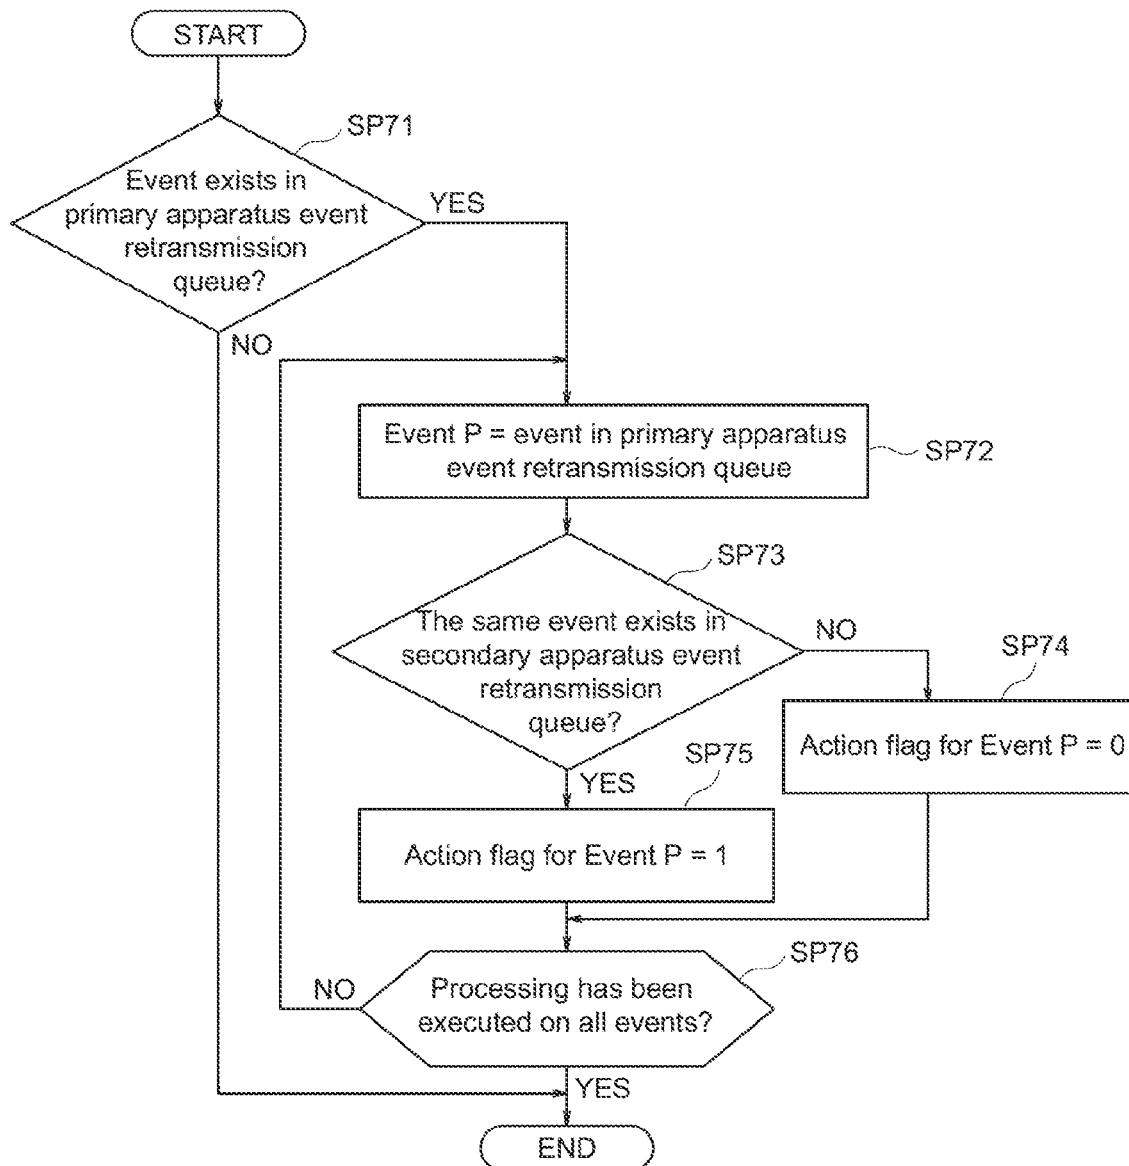 START
SP71
Event exists in
primary apparatus event
retransmission
queue?
YES
NO
Event P = event in primary apparatus
event retransmission queue
SP72
SP73
The same event exists in
secondary apparatus event
retransmission
queue?
NO
SP74
Action flag for Event P = 0
YES
SP75
Action flag for Event P = 1
SP76
NO
Processing has been
executed on all events?
YES
END